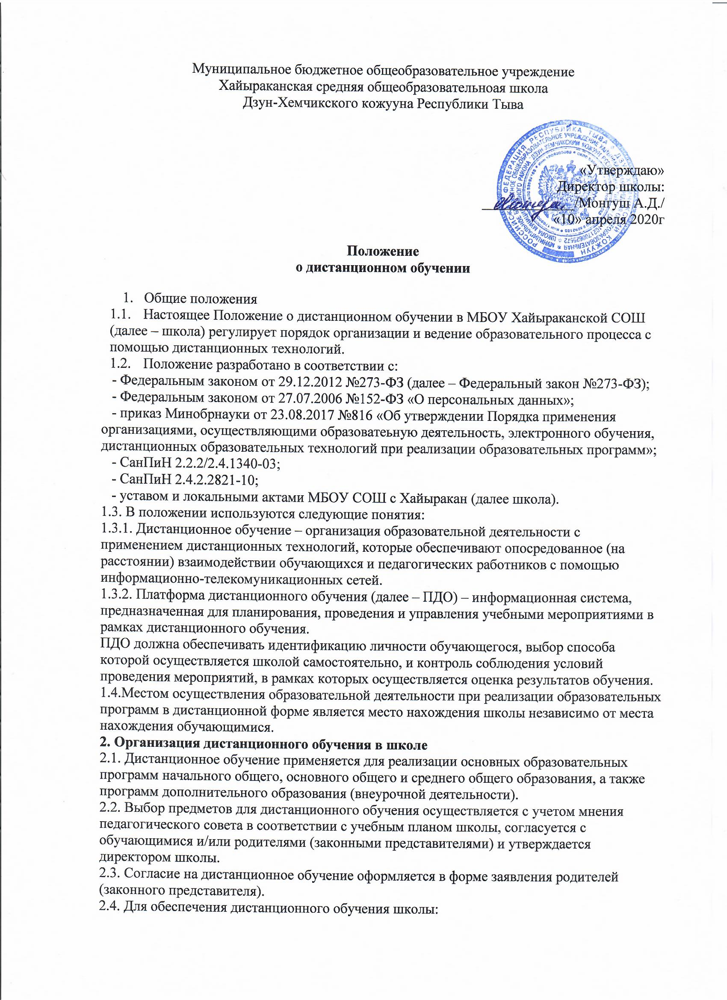 Муниципальное бюджетное общеобразовательное учреждение
Хайыраканская средняя общеобразовательноая школа
Дзун-Хемчикского кожууна Республики Тыва
«Утверждаю»
Директор школы:
/Монгуш А.Д./
«10» апреля 2020г
Положение
о дистанционном обучении
1. Общие положения
1.1. Настоящее Положение о дистанционном обучении в МБОУ Хайыраканской СОШ
(далее – школа) регулирует порядок организации и ведение образовательного процесса с
помощью дистанционных технологий.
1.2. Положение разработано в соответствии с:
- Федеральным законом от 29.12.2012 №273-ФЗ (далее – Федеральный закон №273-ФЗ);
- Федеральным законом от 27.07.2006 №152-ФЗ «О персональных данных»;
- приказ Минобрнауки от 23.08.2017 №816 «Об утверждении Порядка применения
организациями, осуществляющими образоватеьную деятельность, электронного обучения,
дистанционных образовательных технологий при реализации образовательных программ»;
- СанПиН 2.2.2/2.4.1340-03;
- СанПиН 2.4.2.2821-10;
- уставом и локальными актами МБОУ СОШ с Хайыракан (далее школа).
1.3. В положении используются следующие понятия:
1.3.1. Дистанционное обучение – организация образовательной деятельности с
применением дистанционных технологий, которые обеспечивают опосредованное (на
расстоянии) взаимодействии обучающихся и педагогических работников с помощью
информационно-телекомуникационных сетей.
1.3.2. Платформа дистанционного обучения (далее – ПДО) – информационная система,
предназначенная для планирования, проведения и управления учебными мероприятиями в
рамках дистанционного обучения.
ПДО должна обеспечивать идентификацию личности обучающегося, выбор способа
которой осуществляется школой самостоятельно, и контроль соблюдения условий
проведения мероприятий, в рамках которых осуществляется оценка результатов обучения.
1.4.Местом осуществления образовательной деятельности при реализации образовательных
программ в дистанционной форме является место нахождения школы независимо от места
нахождения обучающимися.
2. Организация дистанционного обучения в школе
2.1. Дистанционное обучение применяется для реализации основных образовательных
программ начального общего, основного общего и среднего общего образования, а также
программ дополнительного образования (внеурочной деятельности).
2.2. Выбор предметов для дистанционного обучения осуществляется с учетом мнения
педагогического совета в соответствии с учебным планом школы, согласуется с
обучающимися и/или родителями (законными представителями) и утверждается
директором школы.
2.3. Согласие на дистанционное обучение оформляется в форме заявления родителей
(законного представителя).
2.4. Для обеспечения дистанционного обучения школы: